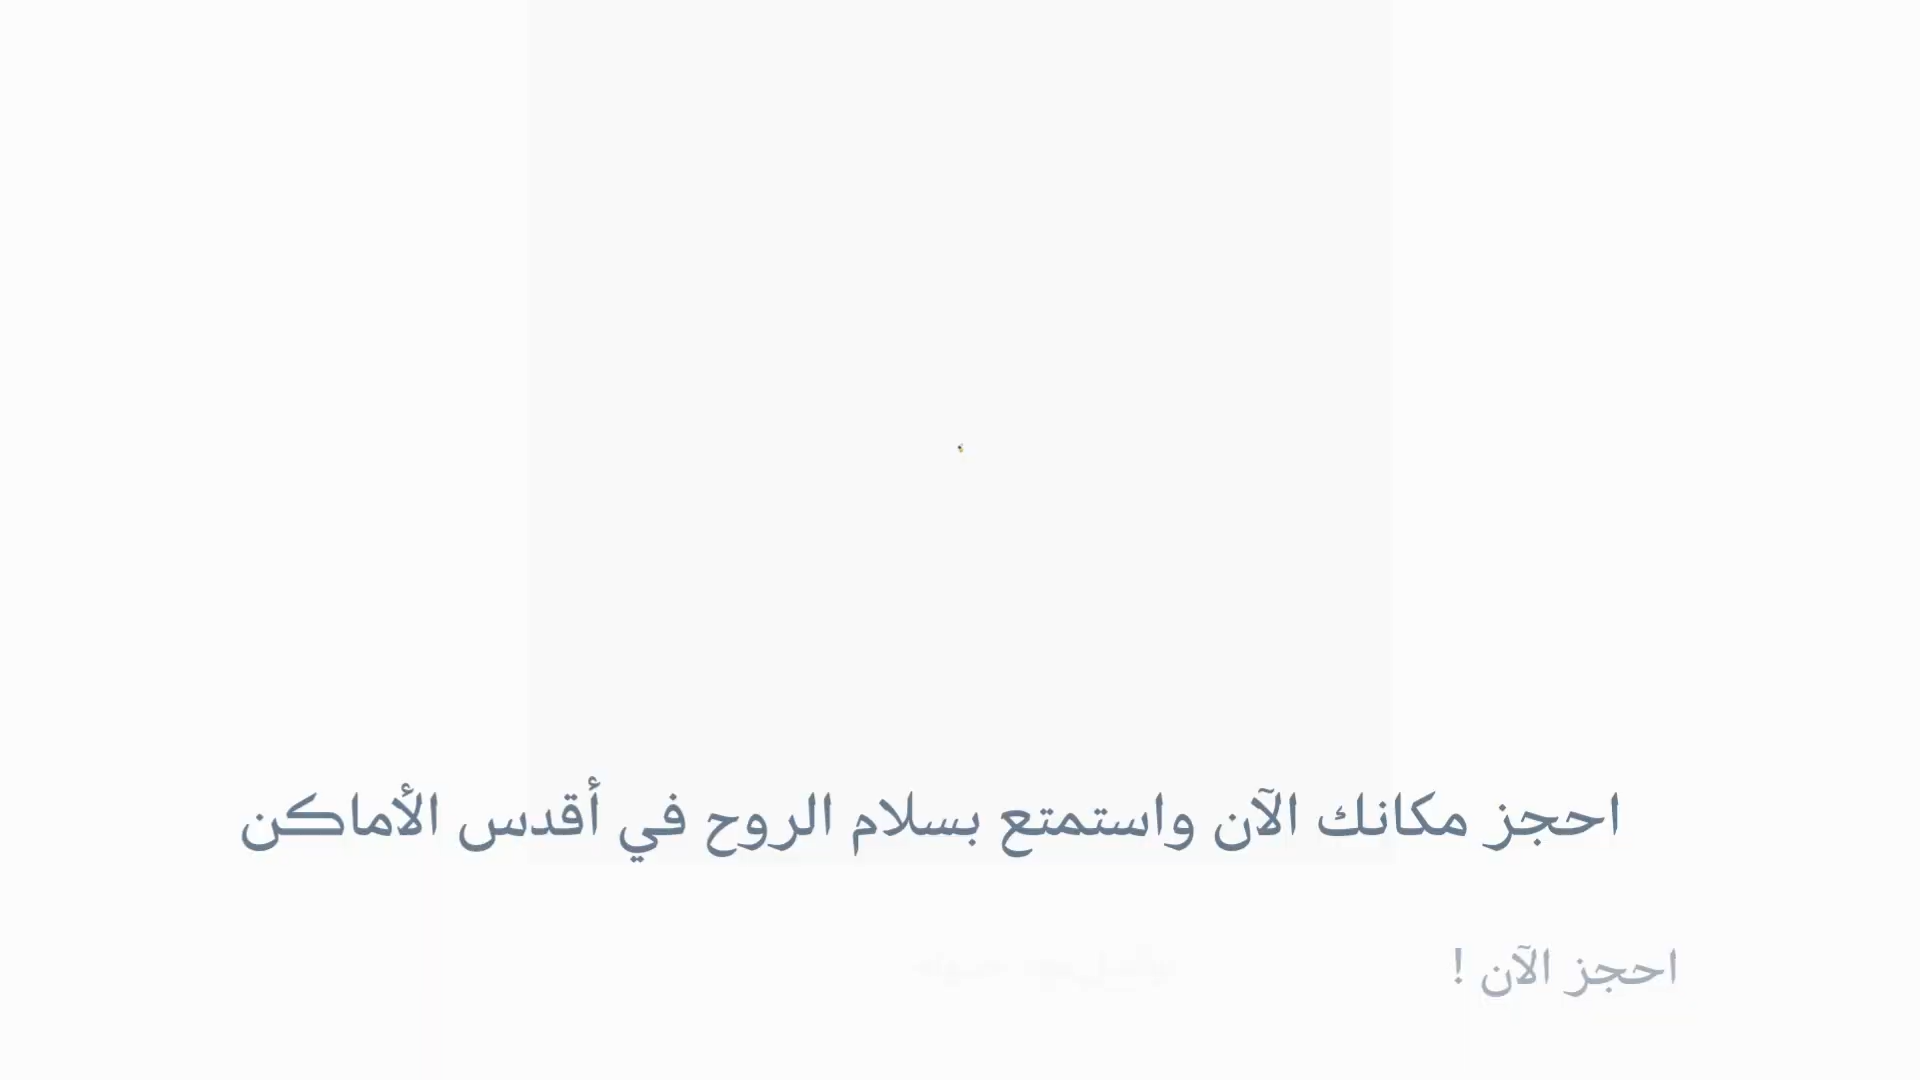 احجز مكانك الآن واستمتع بسلام الروح في أقدس الأماكن
احجز الآن !